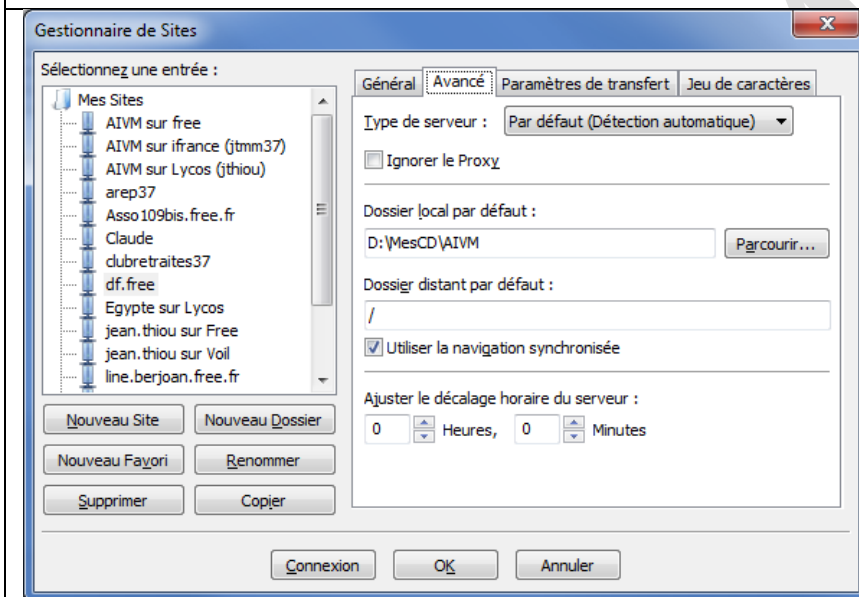 Gestionnaire de Sites
X
Sélectionnez une entrée :
Mes Sites
AIVM sur free
AIVM sur ifrance (jtmm37)
AIVM sur Lycos (jthiou)
arep37
Asso109bis.free.fr
Claude
clubretraites37
df.free
Egypte sur Lycos
jean.thiou sur Free
jean.thiou sur Voil
line.berjoan.free.fr
Nouveau Site Nouveau Dossier
Nouveau Favori Renommer
Supprimer Copier
Général Avancé Paramètres de transfert Jeu de caractères
Type de serveur : Par défaut (Détection automatique)
Ignorer le Proxy
Dossier local par défaut :
D:\MesCD\AIVM Parcourir...
Dossier distant par défaut :
/
Utiliser la navigation synchronisée
Ajuster le décalage horaire du serveur :
0 Heures, 0 Minutes
Connexion OK Annuler